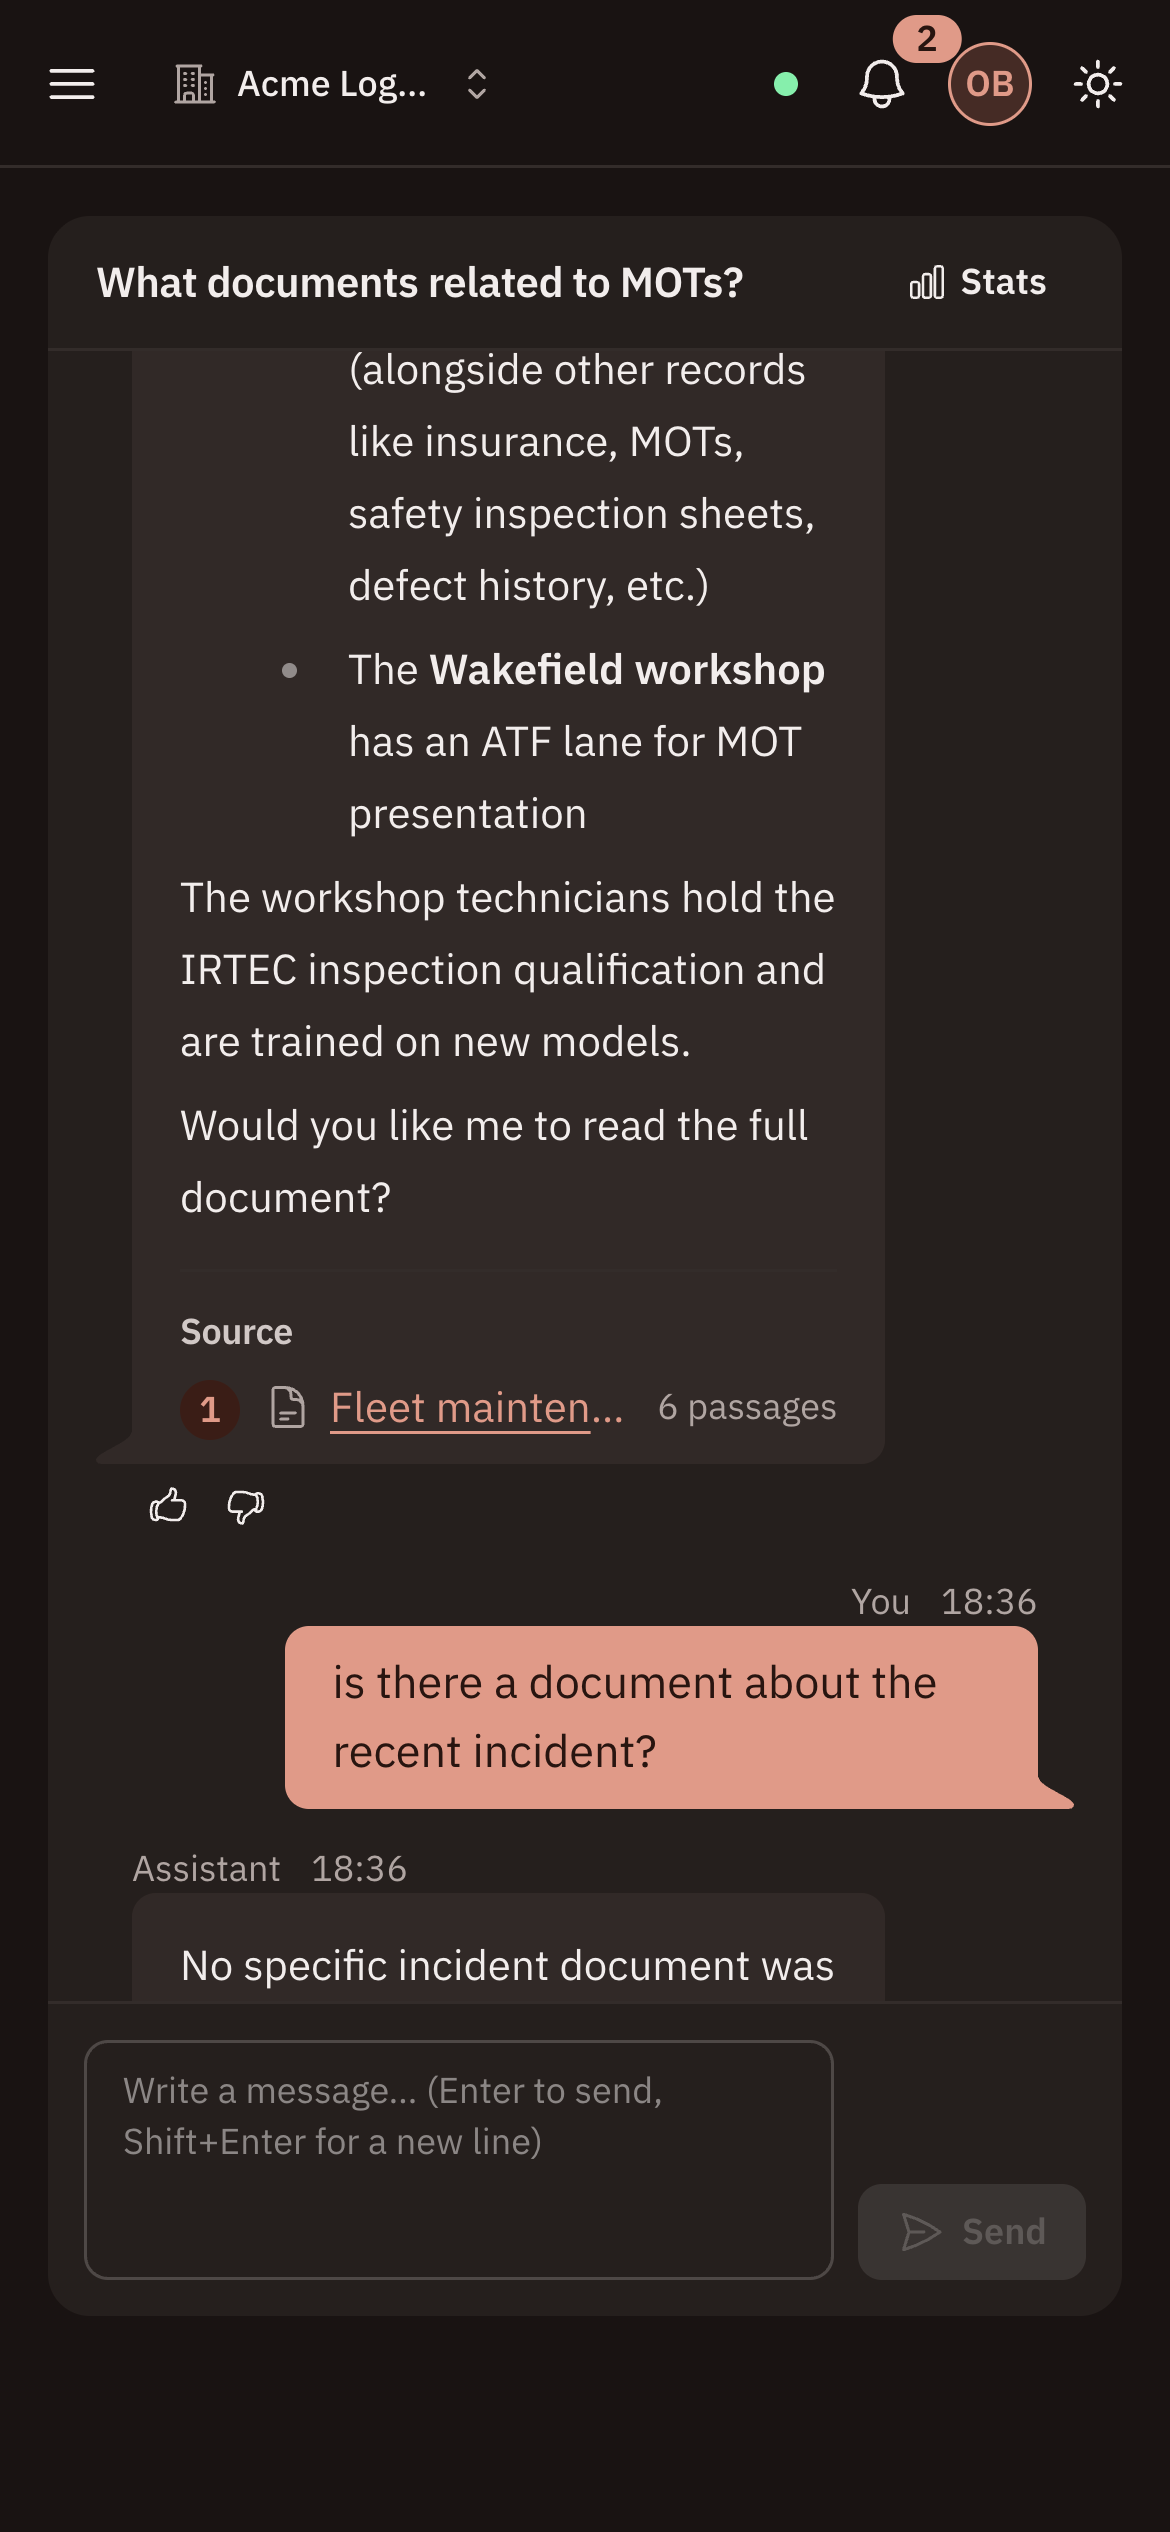 Acme Log...
2
OB
What documents related to MOTs?
Stats
(alongside other records
like insurance, MOTs,
safety inspection sheets,
defect history, etc.)
• The Wakefield workshop
has an ATF lane for MOT
presentation
The workshop technicians hold the
IRTEC inspection qualification and
are trained on new models.
Would you like me to read the full
document?
Source
1 Fleet mainten... 6 passages
You 18:36
is there a document about the
recent incident?
Assistant 18:36
No specific incident document was
Write a message... (Enter to send,
Shift+Enter for a new line)
Send